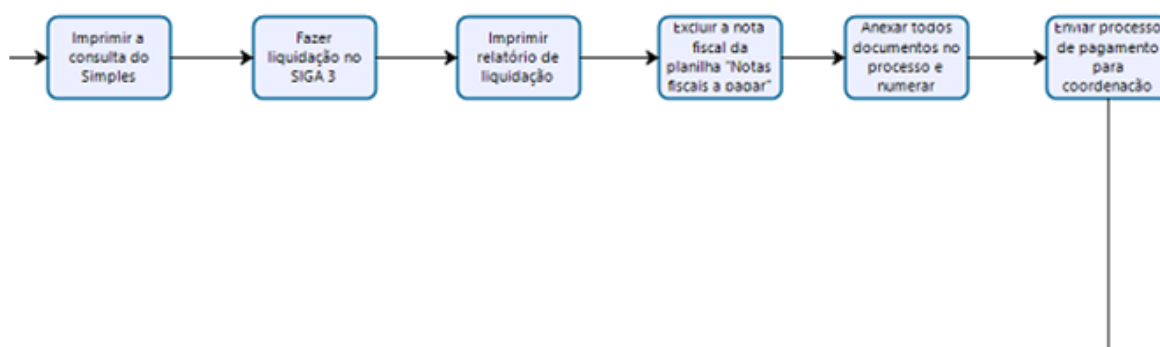 Imprimir a
consulta do
Simples
Fazer
liquidação no
SIGA 3
Imprimir
relatório de
liquidação
Excluir a nota
fiscal da
planilha "Notas
fiscais a pagar"
Anexar todos
documentos no
processo e
numerar
Enviar processo
de pagamento
para
coordenação